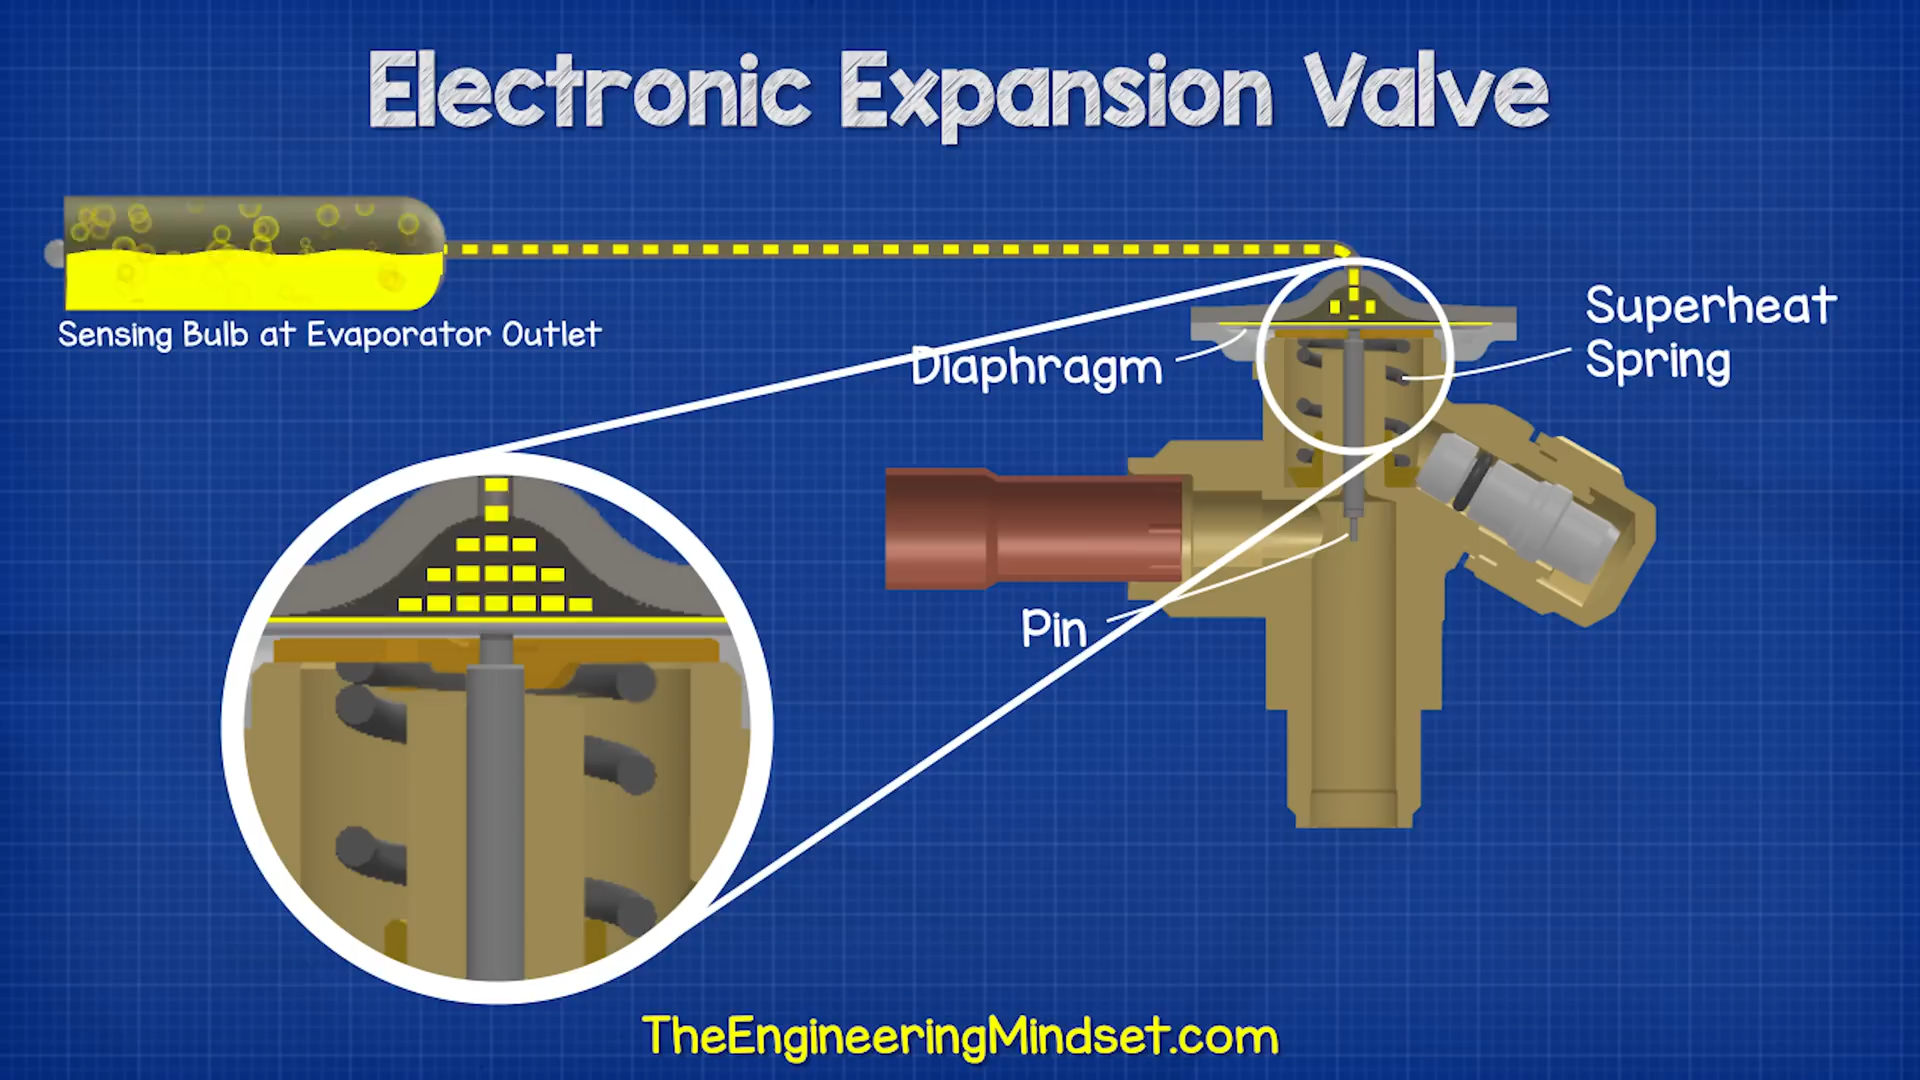 Electronic Expansion Valve
Sensing Bulb at Evaporator Outlet
Diaphragm
Superheat
Spring
Pin
TheEngineeringMindset.com